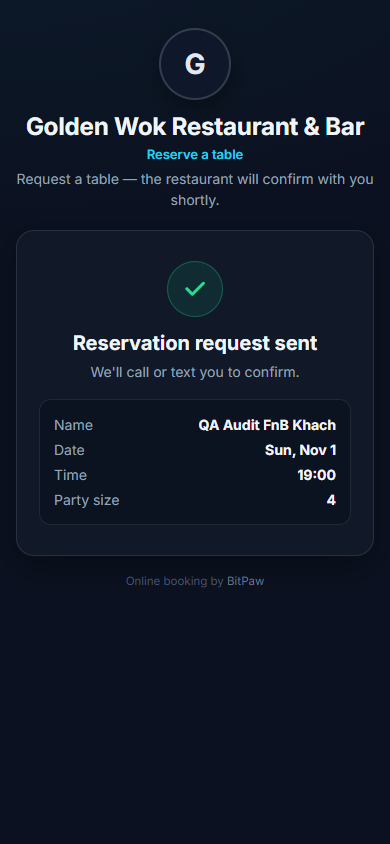 G
Golden Wok Restaurant & Bar
Reserve a table
Request a table — the restaurant will confirm with you
shortly.
Reservation request sent
We'll call or text you to confirm.
Name QA Audit FnB Khach
Date Sun, Nov 1
Time 19:00
Party size 4
Online booking by BitPaw